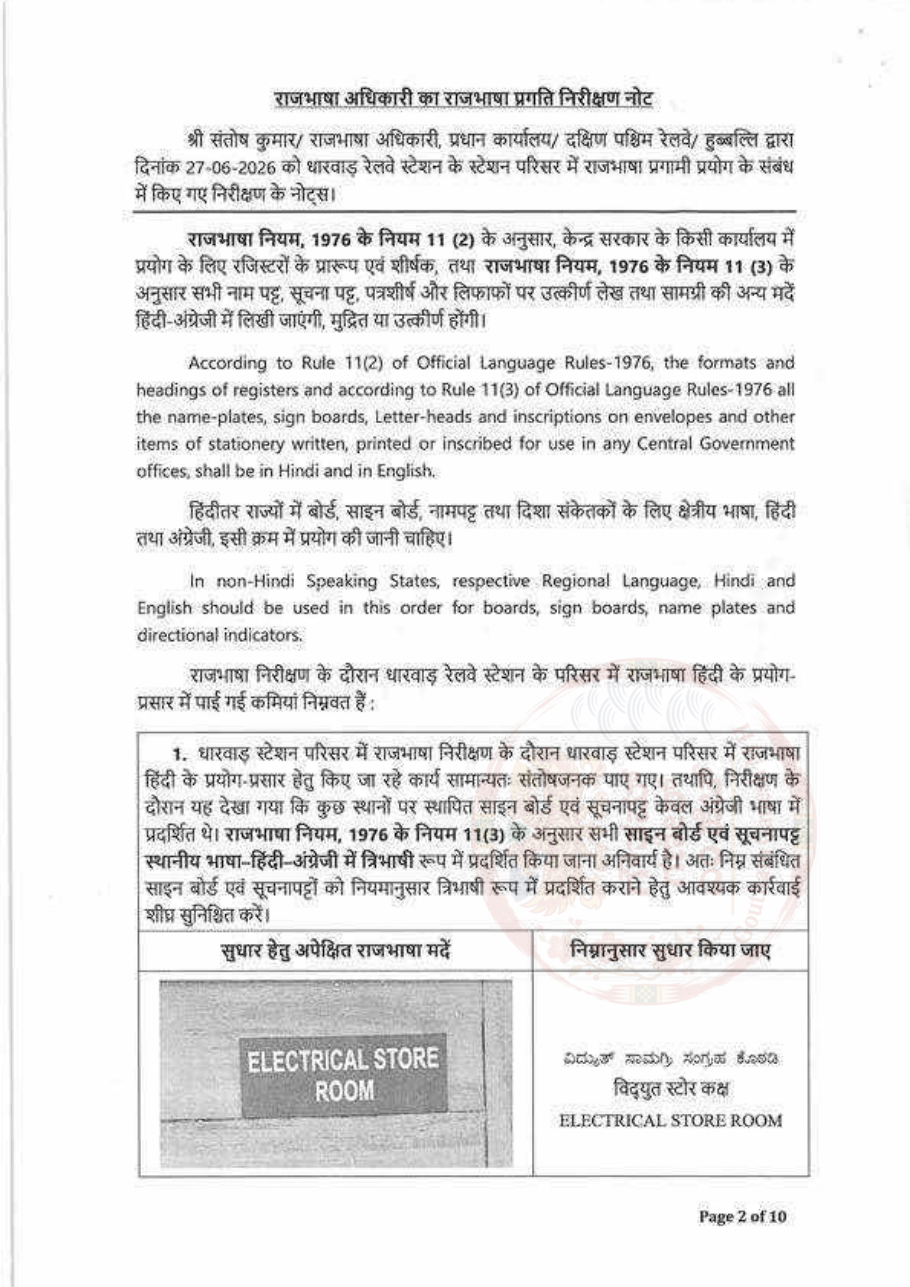 राजभाषा अधिकारी का राजभाषा प्रगति निरीक्षण नोट
श्री संतोष कुमार/ राजभाषा अधिकारी, प्रधान कार्यालय/ दक्षिण पश्चिम रेलवे/ हुब्बल्लि द्वारा
दिनांक 27-06-2026 को धारवाड़ रेलवे स्टेशन के स्टेशन परिसर में राजभाषा प्रगामी प्रयोग के संबंध
में किए गए निरीक्षण के नोट्स।
राजभाषा नियम, 1976 के नियम 11 (2) के अनुसार, केन्द्र सरकार के किसी कार्यालय में
प्रयोग के लिए रजिस्टरों के प्रारूप एवं शीर्षक, तथा राजभाषा नियम, 1976 के नियम 11 (3) के
अनुसार सभी नाम पट्ट, सूचना पट्ट, पत्रशीर्ष और लिफाफों पर उत्कीर्ण लेख तथा सामग्री की अन्य मदें
हिंदी-अंग्रेजी में लिखी जाएंगी, मुद्रित या उत्कीर्ण होंगी।
According to Rule 11(2) of Official Language Rules-1976, the formats and
headings of registers and according to Rule 11(3) of Official Language Rules-1976 all
the name-plates, sign boards, Letter-heads and inscriptions on envelopes and other
items of stationery written, printed or inscribed for use in any Central Government
offices, shall be in Hindi and in English.
हिंदीतर राज्यों में बोर्ड, साइन बोर्ड, नामपट्ट तथा दिशा संकेतकों के लिए क्षेत्रीय भाषा, हिंदी
तथा अंग्रेजी, इसी क्रम में प्रयोग की जानी चाहिए।
In non-Hindi Speaking States, respective Regional Language, Hindi and
English should be used in this order for boards, sign boards, name plates and
directional indicators.
राजभाषा निरीक्षण के दौरान धारवाड़ रेलवे स्टेशन के परिसर में राजभाषा हिंदी के प्रयोग-
प्रसार में पाई गई कमियां निम्नवत हैं :
1. धारवाड़ स्टेशन परिसर में राजभाषा निरीक्षण के दौरान धारवाड़ स्टेशन परिसर में राजभाषा
हिंदी के प्रयोग-प्रसार हेतु किए जा रहे कार्य सामान्यतः संतोषजनक पाए गए। तथापि, निरीक्षण के
दौरान यह देखा गया कि कुछ स्थानों पर स्थापित साइन बोर्ड एवं सूचनापट्ट केवल अंग्रेजी भाषा में
प्रदर्शित थे। राजभाषा नियम, 1976 के नियम 11(3) के अनुसार सभी साइन बोर्ड एवं सूचनापट्ट
स्थानीय भाषा–हिंदी–अंग्रेजी में त्रिभाषी रूप में प्रदर्शित किया जाना अनिवार्य है। अतः निम्न संबंधित
साइन बोर्ड एवं सूचनापट्टों को नियमानुसार त्रिभाषी रूप में प्रदर्शित कराने हेतु आवश्यक कार्रवाई
शीघ्र सुनिश्चित करें।
सुधार हेतु अपेक्षित राजभाषा मदें
निम्नानुसार सुधार किया जाए
ELECTRICAL STORE
ROOM
ವಿದ್ಯುತ್ ಸಾಮಗ್ರಿ ಸಂಗ್ರಹ ಕೊಠಡಿ
विद्युत स्टोर कक्ष
ELECTRICAL STORE ROOM
Page 2 of 10